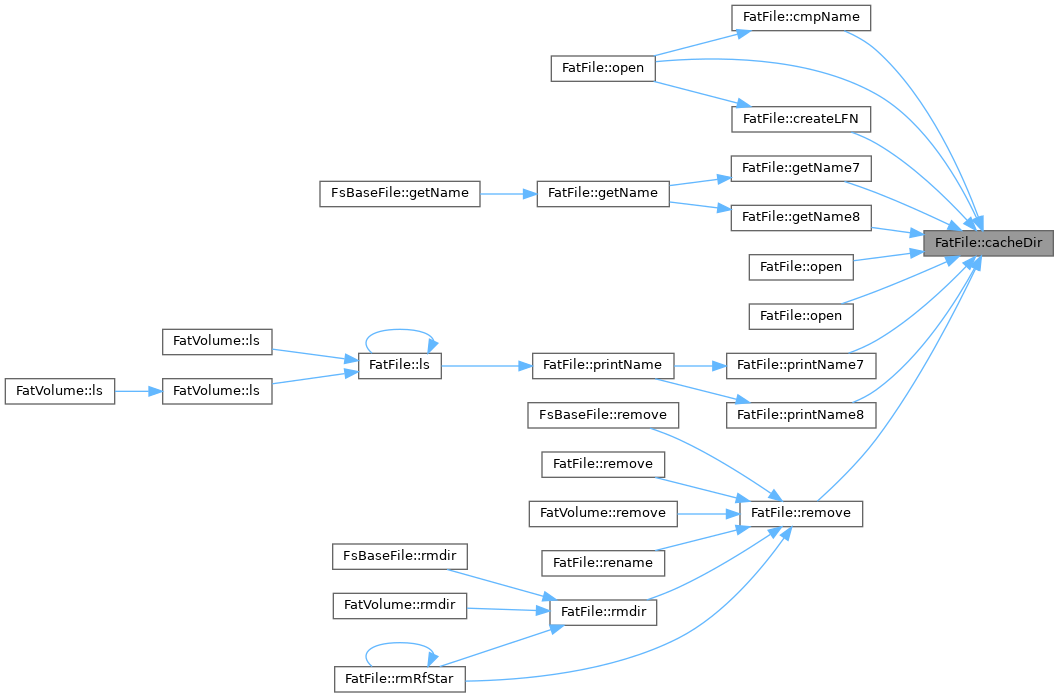 FatFile::cmpName
FatFile::open
FatFile::createLFN
FatFile::getName7
FsBaseFile::getName
FatFile::getName
FatFile::getName8
FatFile::cacheDir
FatFile::open
FatFile::open
FatVolume::ls
FatFile::ls
FatFile::printName
FatFile::printName7
FatVolume::ls
FatVolume::ls
FatFile::printName8
FsBaseFile::remove
FatFile::remove
FatVolume::remove
FatFile::remove
FatFile::rename
FsBaseFile::rmdir
FatVolume::rmdir
FatFile::rmdir
FatFile::rmRfStar